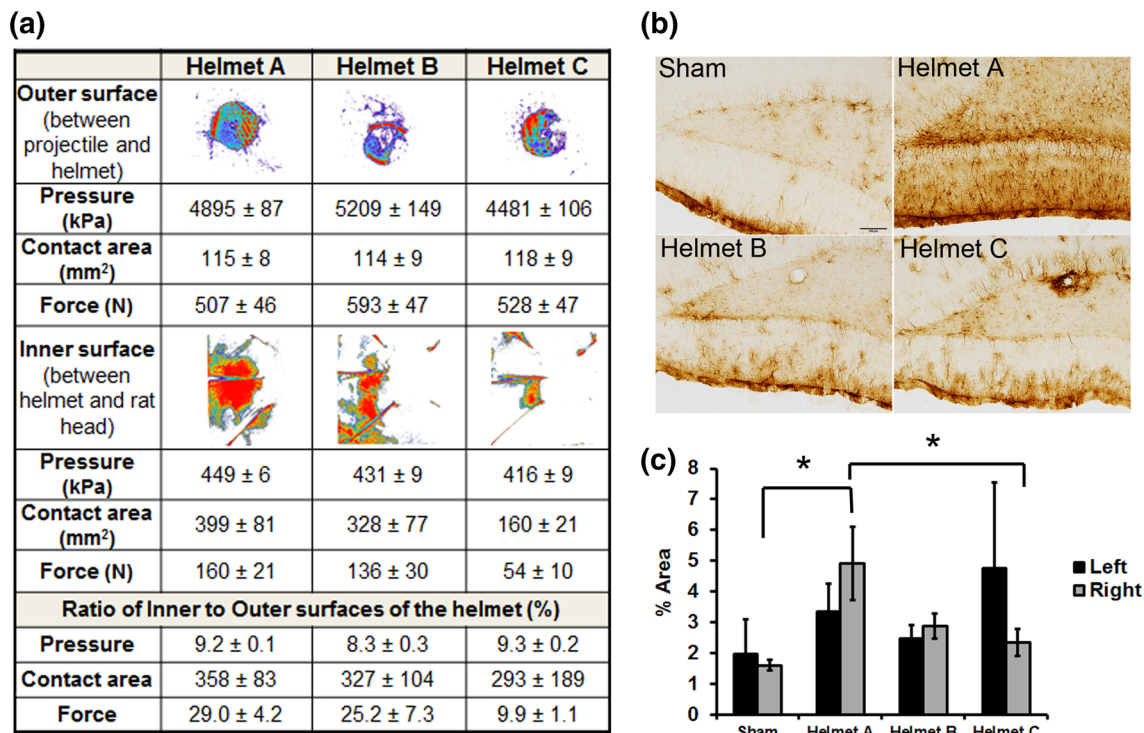 (a)
Helmet A Helmet B Helmet C
Outer surface
(between
projectile and
helmet)
Pressure
(kPa)
4895 ± 87 5209 ± 149 4481 ± 106
Contact area
(mm²)
115 ± 8 114 ± 9 118 ± 9
Force (N) 507 ± 46 593 ± 47 528 ± 47
Inner surface
(between
helmet and rat
head)
Pressure
(kPa)
449 ± 6 431 ± 9 416 ± 9
Contact area
(mm²)
399 ± 81 328 ± 77 160 ± 21
Force (N) 160 ± 21 136 ± 30 54 ± 10
Ratio of Inner to Outer surfaces of the helmet (%)
Pressure 9.2 ± 0.1 8.3 ± 0.3 9.3 ± 0.2
Contact area 358 ± 83 327 ± 104 293 ± 189
Force 29.0 ± 4.2 25.2 ± 7.3 9.9 ± 1.1
(b)
Sham Helmet A
Helmet B Helmet C
(c)
* *
8
7
6
5
4
3
2
1
0
% Area
Left
Right
Sham Helmet A Helmet B Helmet C